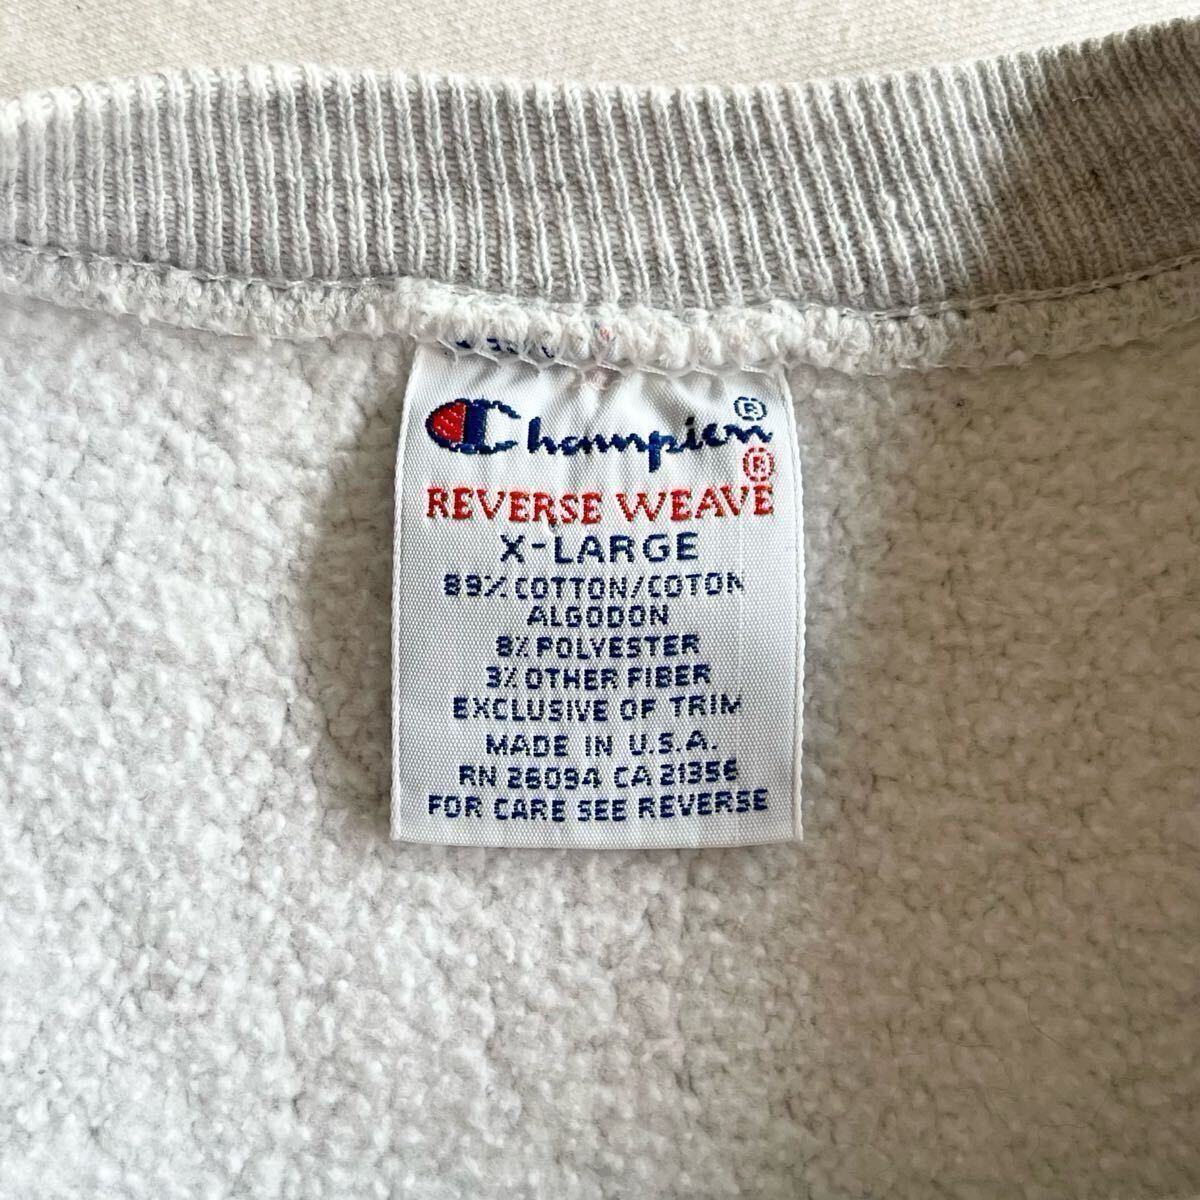 Champion®
®
REVERSE WEAVE
X-LARGE
89% COTTON/COTON
ALGODON
8% POLYESTER
3% OTHER FIBER
EXCLUSIVE OF TRIM
MADE IN U.S.A.
RN 26094 CA 21356
FOR CARE SEE REVERSE